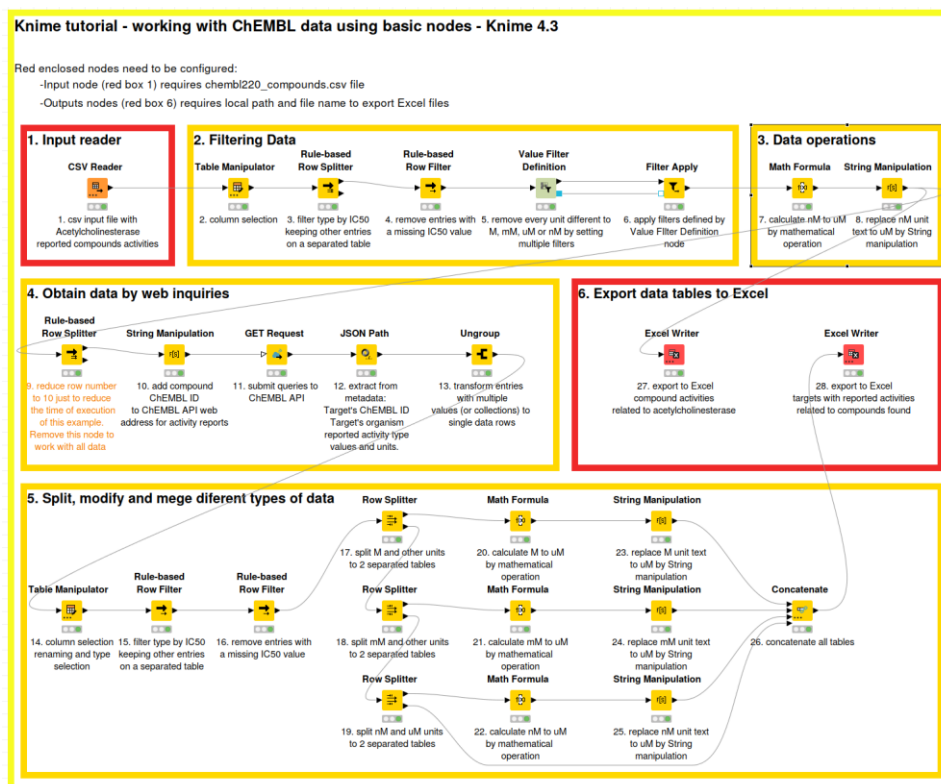 Knime tutorial - working with ChEMBL data using basic nodes - Knime 4.3
Red enclosed nodes need to be configured:
-Input node (red box 1) requires chembl220_compounds.csv file
-Outputs nodes (red box 6) requires local path and file name to export Excel files
1. Input reader
CSV Reader
1. csv input file with
Acetylcholinesterase
reported compounds activities
2. Filtering Data
Table Manipulator
2. column selection
Rule-based
Row Splitter
3. filter type by IC50
keeping other entries
on a separated table
Rule-based
Row Filter
4. remove entries with
a missing IC50 value
Value Filter
Definition
5. remove every unit different to
M, mM, uM or nM by setting
multiple filters
Filter Apply
6. apply filters defined by
Value FIlter Definition
node
3. Data operations
Math Formula
7. calculate nM to uM
by mathematical
operation
String Manipulation
8. replace nM unit
text to uM by String
manipulation
4. Obtain data by web inquiries
Rule-based
Row Splitter
9. reduce row number
to 10 just to reduce
the time of execution
of this example.
Remove this node to
work with all data
String Manipulation
10. add compound
ChEMBL ID
to ChEMBL API web
address for activity reports
GET Request
11. submit queries to
ChEMBL API
JSON Path
12. extract from
metadata:
Target's ChEMBL ID
Target's organism
reported activity type
values and units.
Ungroup
13. transform entries
with multiple
values (or collections) to
single data rows
6. Export data tables to Excel
Excel Writer
27. export to Excel
compound activities
related to acetylcholinesterase
Excel Writer
28. export to Excel
targets with reported activities
related to compounds found
5. Split, modify and mege diferent types of data
Table Manipulator
14. column selection
renaming and type
selection
Rule-based
Row Filter
15. filter type by IC50
keeping other entries
on a separated table
Rule-based
Row Filter
16. remove entries with
a missing IC50 value
Row Splitter
17. split M and other units
to 2 separated tables
Math Formula
20. calculate M to uM
by mathematical
operation
String Manipulation
23. replace M unit text
to uM by String
manipulation
Row Splitter
18. split mM and other units
to 2 separated tables
Math Formula
21. calculate mM to uM
by mathematical
operation
String Manipulation
24. replace mM unit text
to uM by String
manipulation
Row Splitter
19. split nM and uM units
to 2 separated tables
Math Formula
22. calculate nM to uM
by mathematical
operation
String Manipulation
25. replace nM unit text
to uM by String
manipulation
Concatenate
26. concatenate all tables